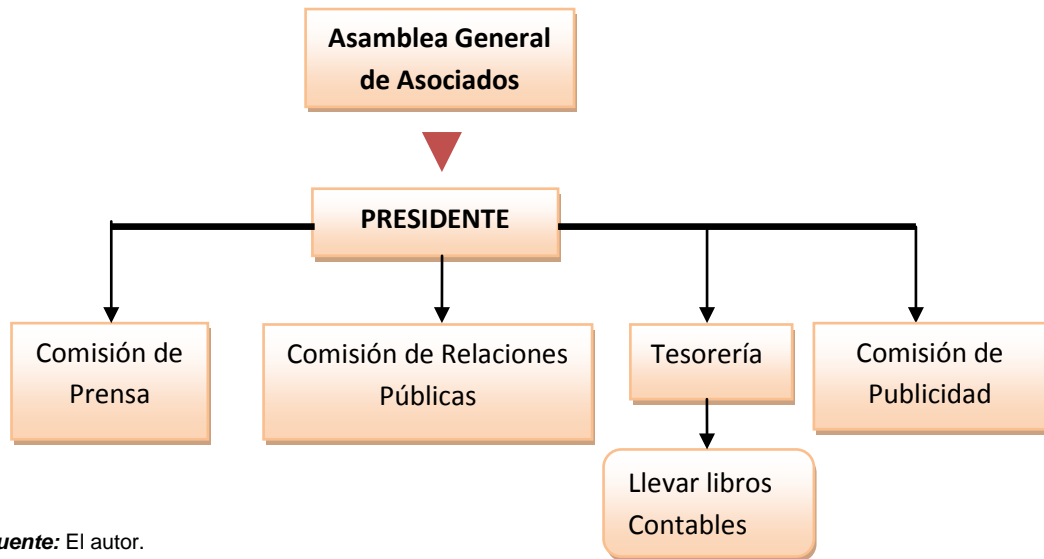 Asamblea General
de Asociados
PRESIDENTE
Comisión de
Prensa
Comisión de Relaciones
Públicas
Tesorería
Comisión de
Publicidad
Llevar libros
Contables
uente: El autor.